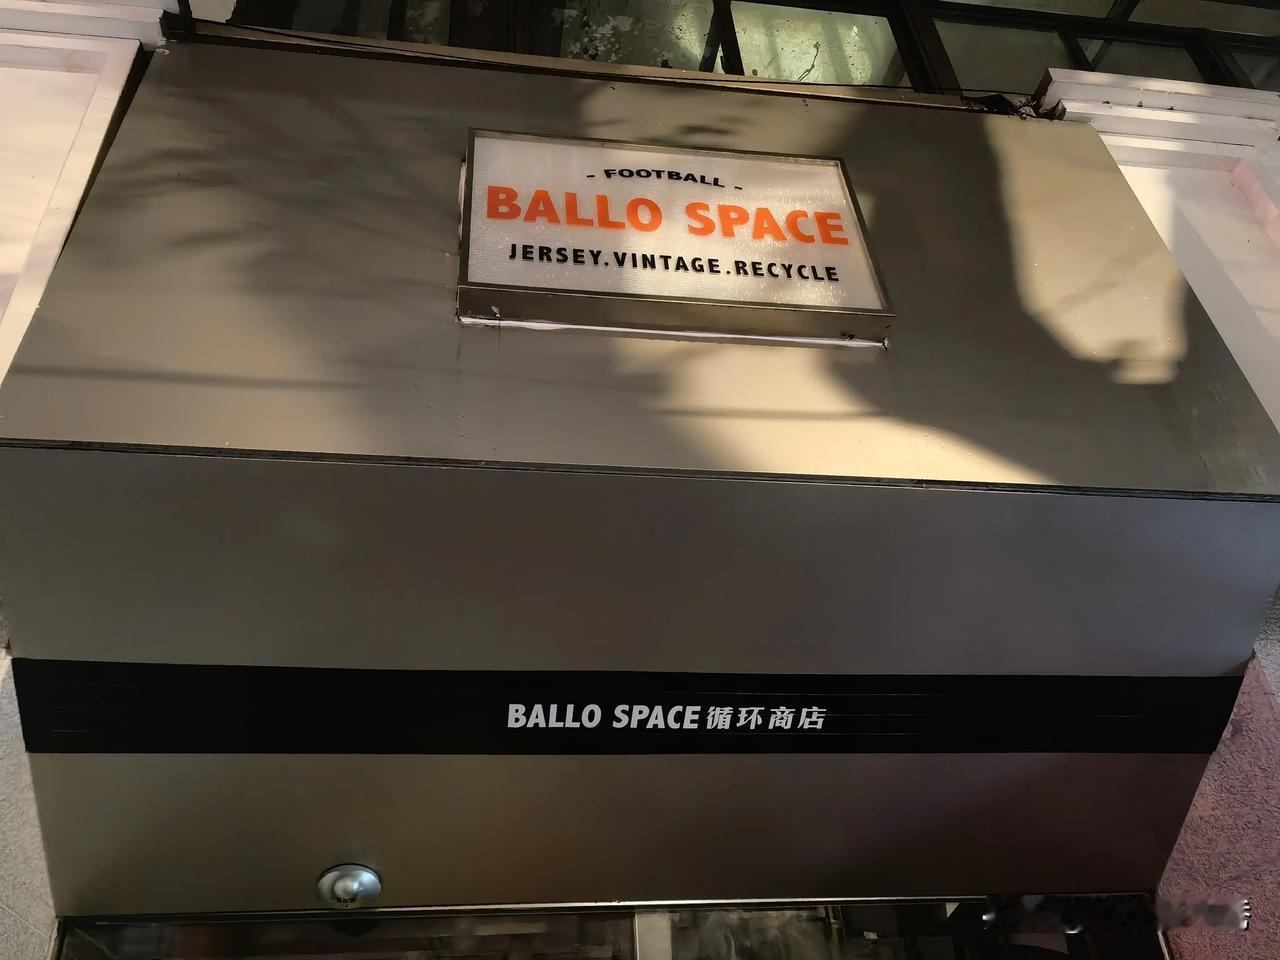 - FOOTBALL -
BALLO SPACE
JERSEY.VINTAGE.RECYCLE
BALLO SPACE循环商店